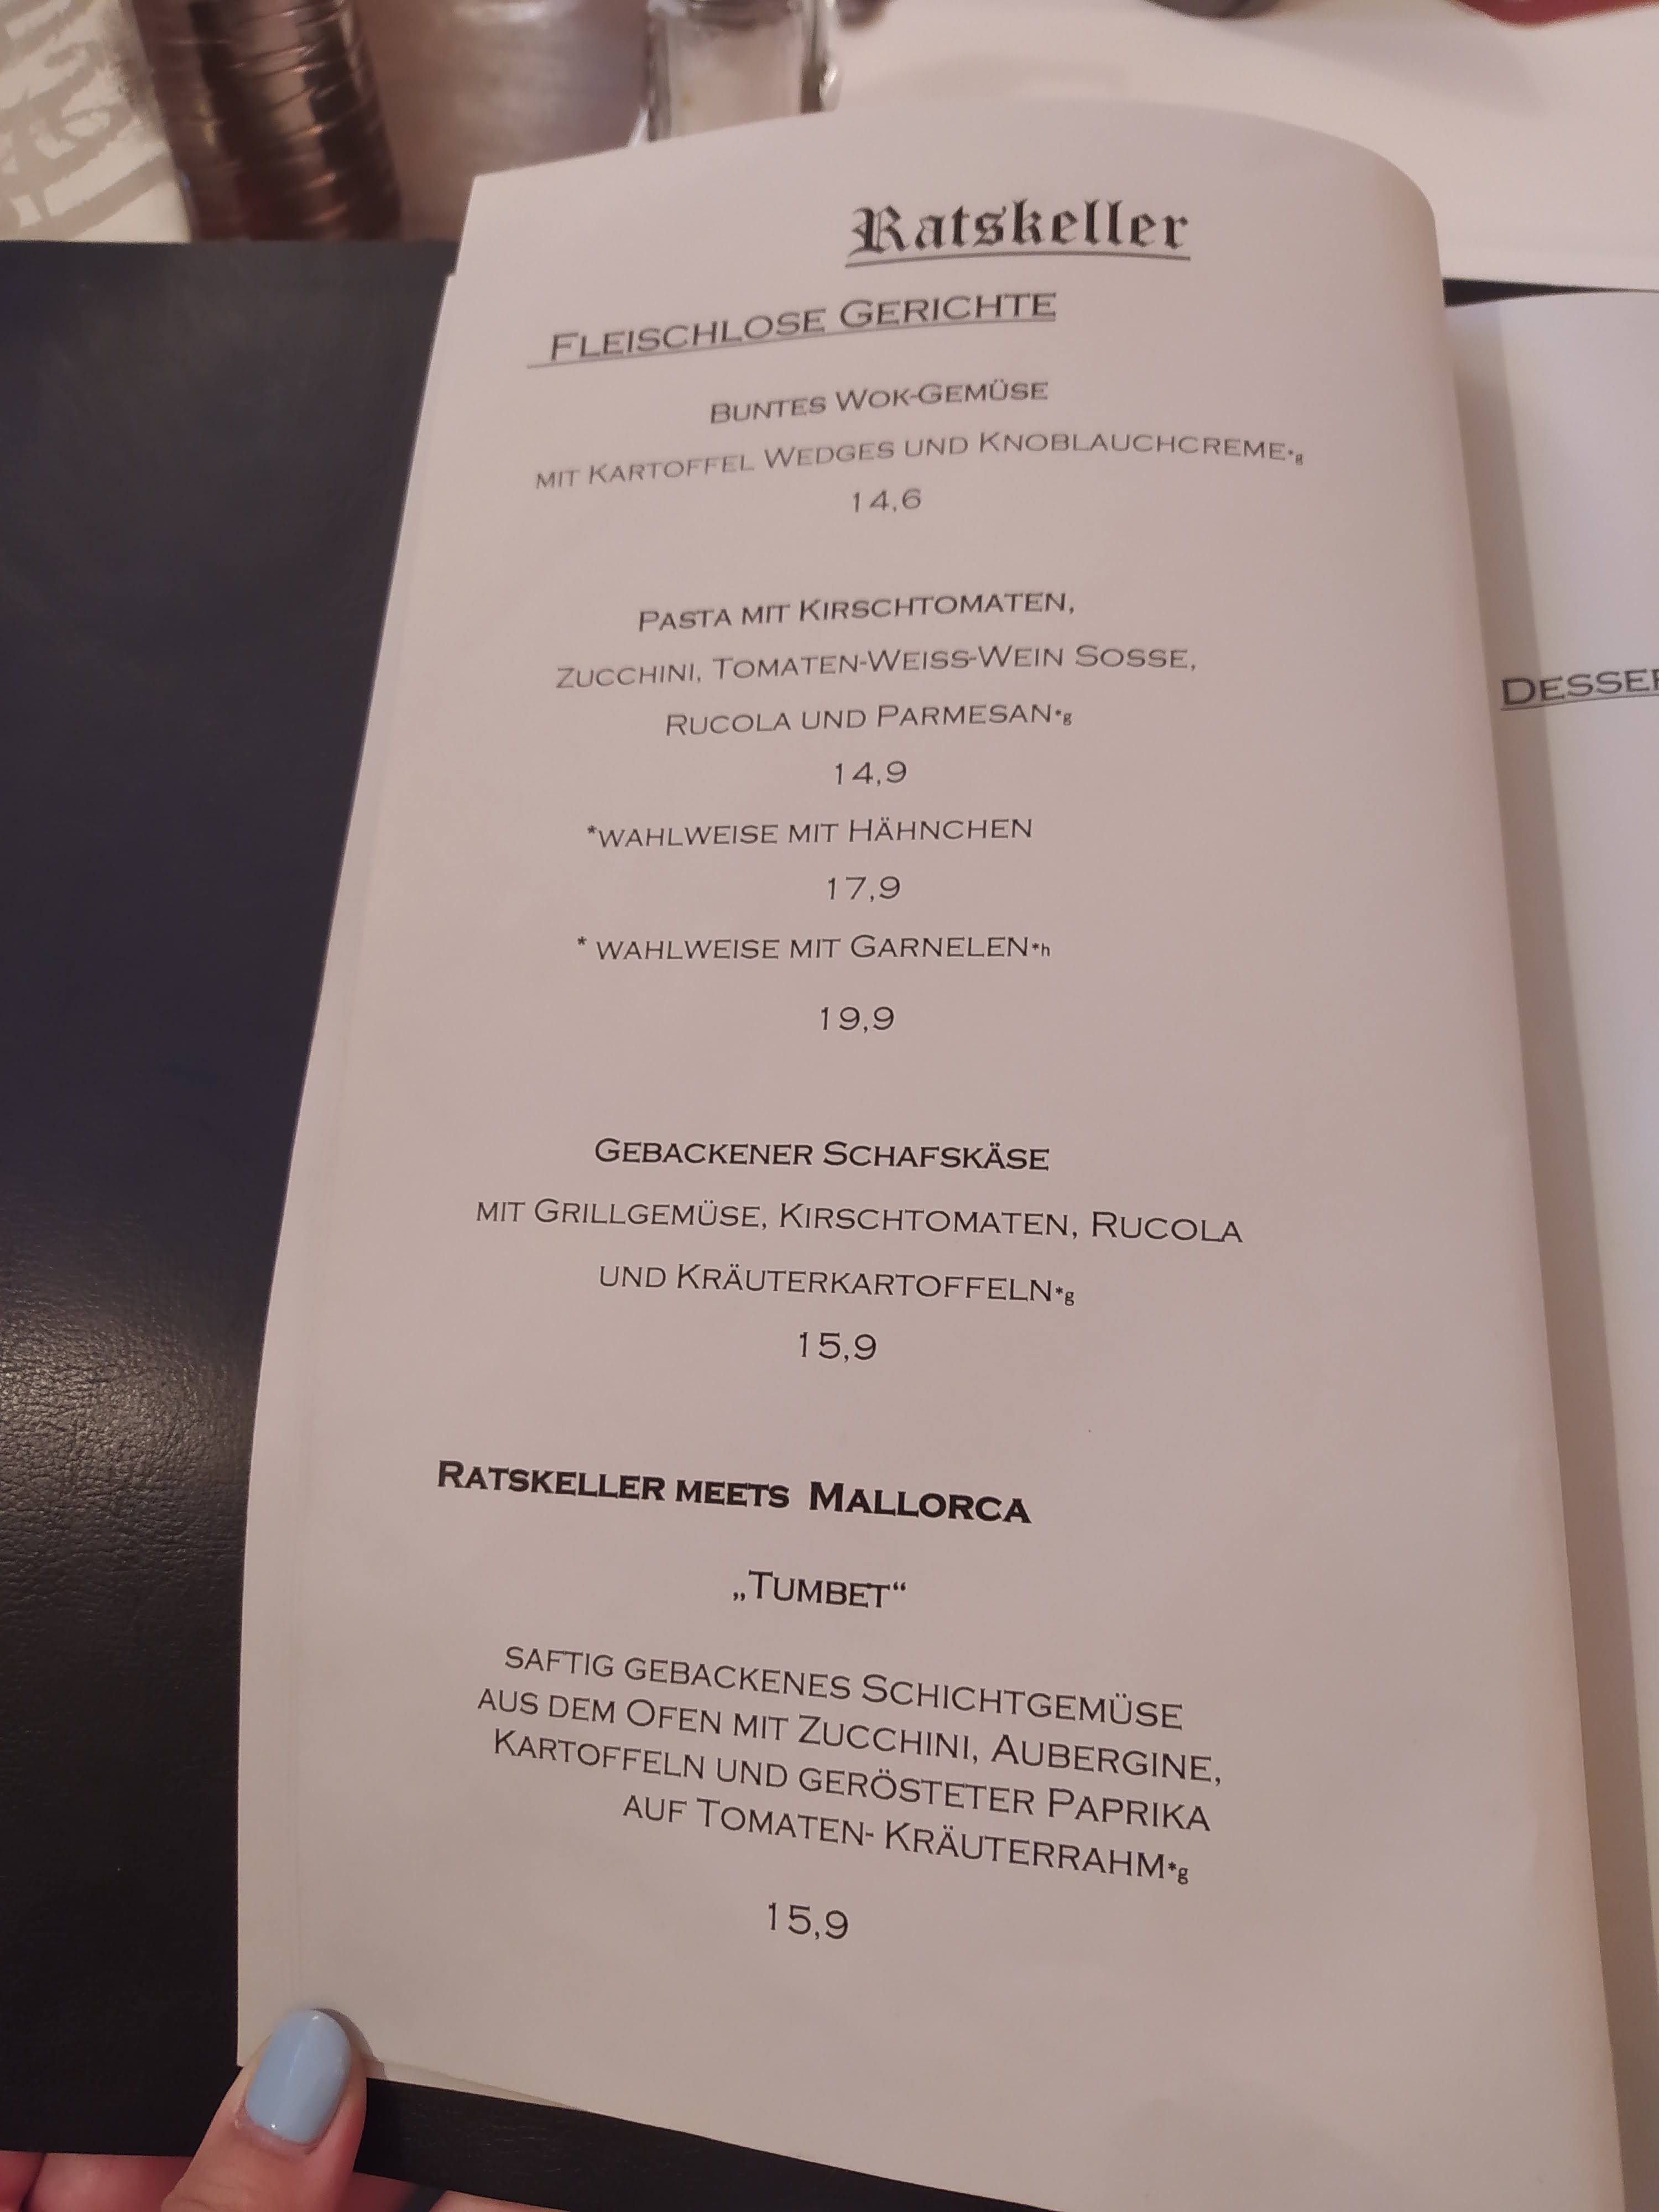 Ratskeller
FLEISCHLOSE GERICHTE
BUNTES WOK-GEMÜSE
MIT KARTOFFEL WEDGES UND KNOBLAUCHCREME*g
14,6
PASTA MIT KIRSCHTOMATEN,
ZUCCHINI, TOMATEN-WEISS-WEIN SOSSE,
RUCOLA UND PARMESAN*g
14,9
*WAHLWEISE MIT HÄHNCHEN
17,9
* WAHLWEISE MIT GARNELEN*h
19,9
GEBACKENER SCHAFSKÄSE
MIT GRILLGEMÜSE, KIRSCHTOMATEN, RUCOLA
UND KRÄUTERKARTOFFELN*g
15,9
RATSKELLER MEETS MALLORCA
„TUMBET“
SAFTIG GEBACKENES SCHICHTGEMÜSE
AUS DEM OFEN MIT ZUCCHINI, AUBERGINE,
KARTOFFELN UND GERÖSTETER PAPRIKA
AUF TOMATEN- KRÄUTERRAHM*g
15,9